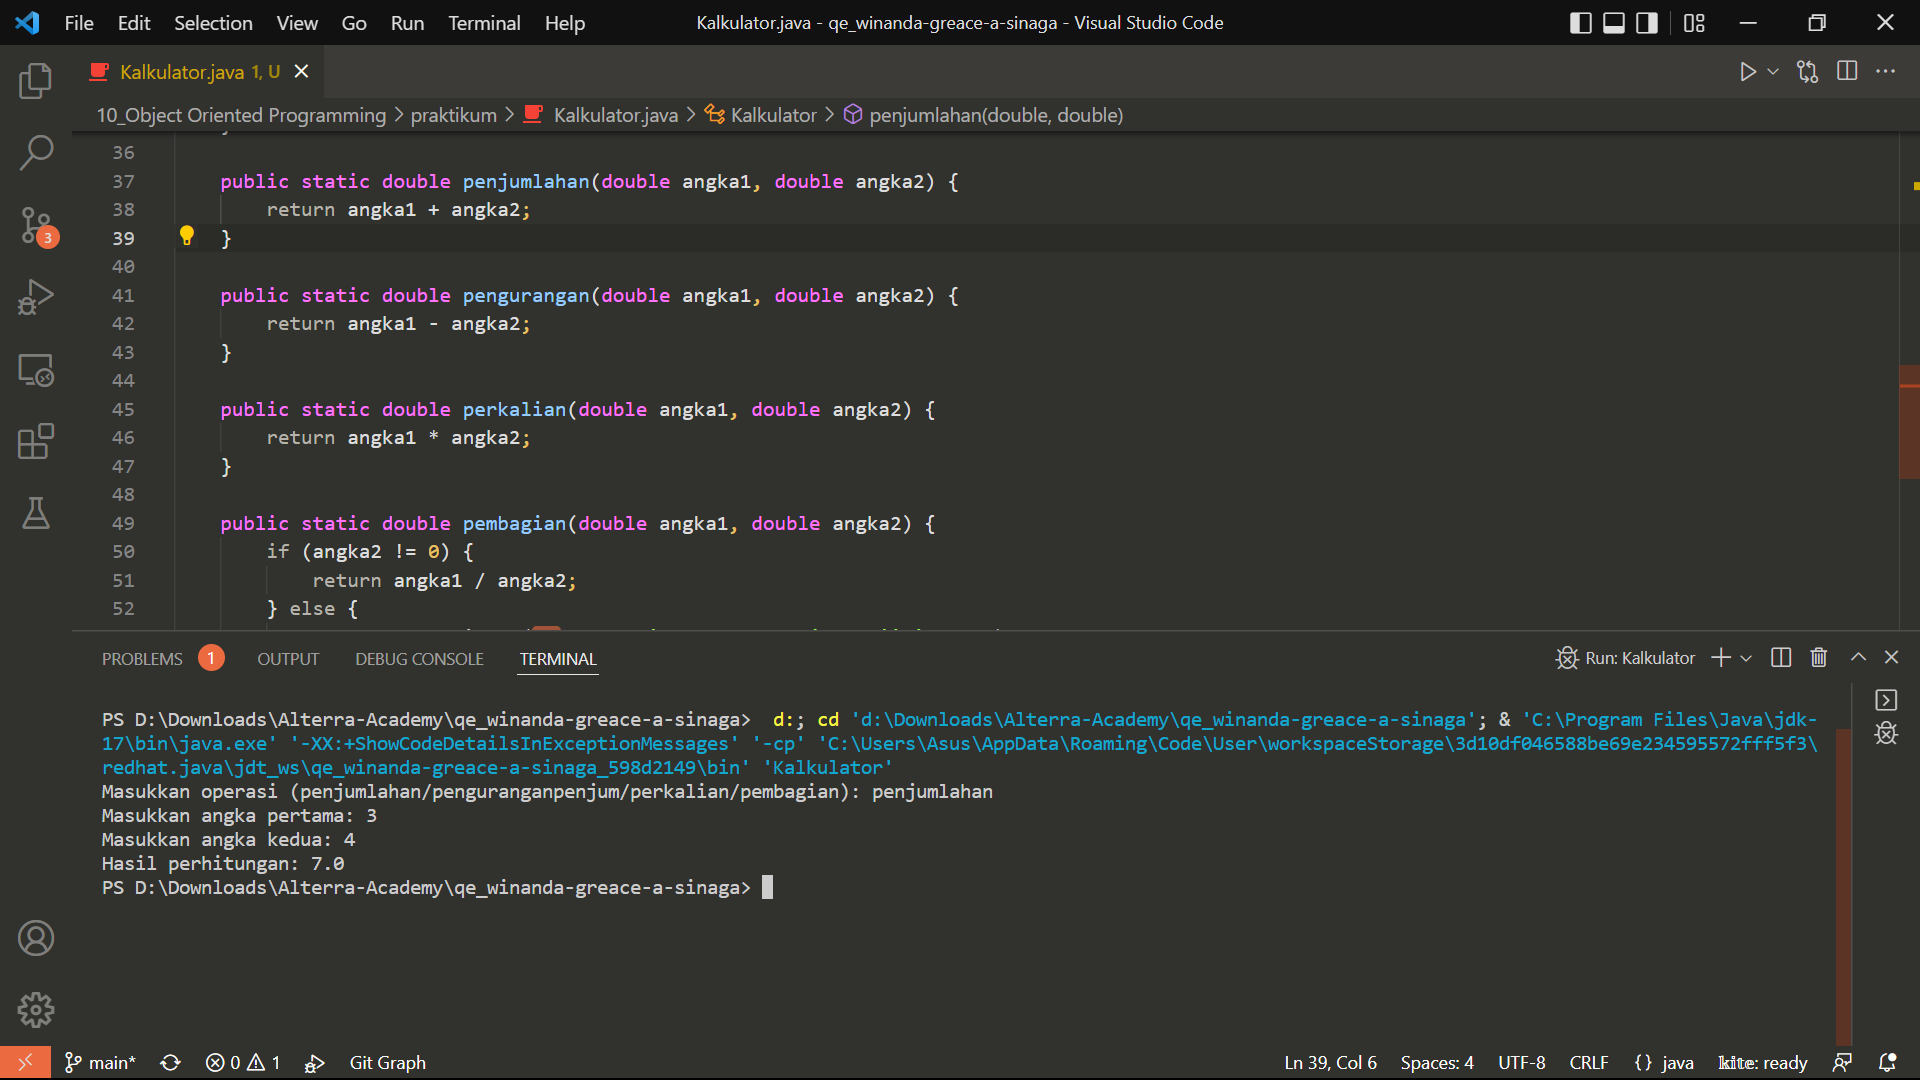 File Edit Selection View Go Run Terminal Help Kalkulator.java - qe_winanda-greace-a-sinaga - Visual Studio Code
Kalkulator.java 1, U
10_Object Oriented Programming > praktikum > Kalkulator.java > Kalkulator > penjumlahan(double, double)
36
37 public static double penjumlahan(double angka1, double angka2) {
38 return angka1 + angka2;
39 }
40
41 public static double pengurangan(double angka1, double angka2) {
42 return angka1 - angka2;
43 }
44
45 public static double perkalian(double angka1, double angka2) {
46 return angka1 * angka2;
47 }
48
49 public static double pembagian(double angka1, double angka2) {
50 if (angka2 != 0) {
51 return angka1 / angka2;
52 } else {
3
PROBLEMS 1 OUTPUT DEBUG CONSOLE TERMINAL Run: Kalkulator
PS D:\Downloads\Alterra-Academy\qe_winanda-greace-a-sinaga> d:; cd 'd:\Downloads\Alterra-Academy\qe_winanda-greace-a-sinaga'; & 'C:\Program Files\Java\jdk-
17\bin\java.exe' '-XX:+ShowCodeDetailsInExceptionMessages' '-cp' 'C:\Users\Asus\AppData\Roaming\Code\User\workspaceStorage\3d10df046588be69e234595572fff5f3\
redhat.java\jdt_ws\qe_winanda-greace-a-sinaga_598d2149\bin' 'Kalkulator'
Masukkan operasi (penjumlahan/penguranganpenjum/perkalian/pembagian): penjumlahan
Masukkan angka pertama: 3
Masukkan angka kedua: 4
Hasil perhitungan: 7.0
PS D:\Downloads\Alterra-Academy\qe_winanda-greace-a-sinaga>
main* 0 1 Git Graph Ln 39, Col 6 Spaces: 4 UTF-8 CRLF {} java kite: ready